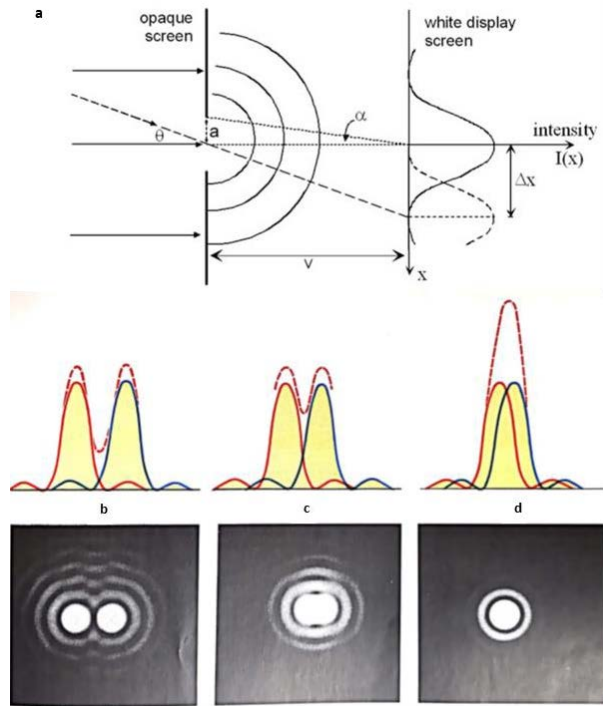 a
opaque
screen
white display
screen
α
a
θ
intensity
I(x)
Δx
v
x
b
c
d